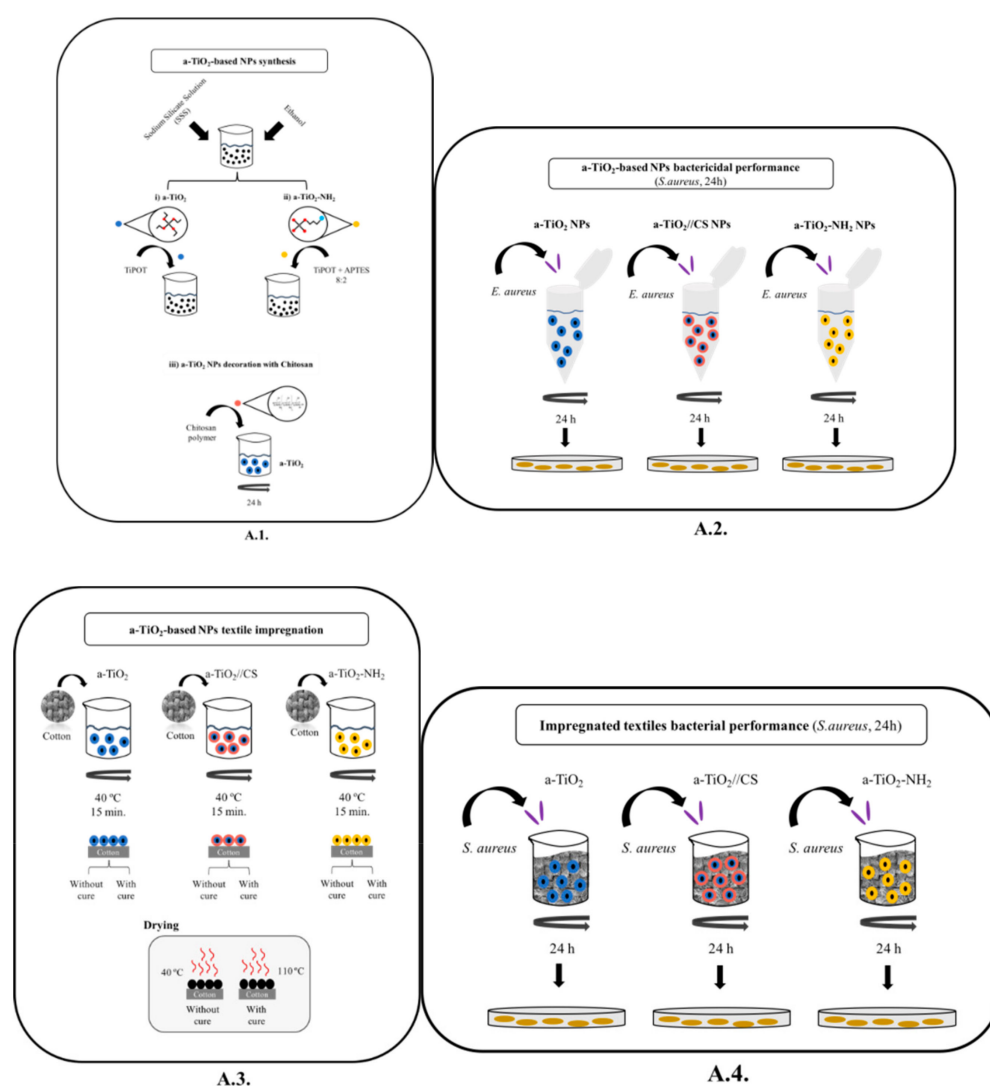 a-TiO₂-based NPs synthesis
Sodium Silicate Solution
(SSS)
Ethanol
i) a-TiO₂
ii) a-TiO₂-NH₂
TiPOT
TiPOT + APTES
8:2
iii) a-TiO₂ NPs decoration with Chitosan
Chitosan
polymer
a-TiO₂
24 h
A.1.
a-TiO₂-based NPs bactericidal performance
(S.aureus, 24h)
a-TiO₂ NPs
a-TiO₂//CS NPs
a-TiO₂-NH₂ NPs
E. aureus
E. aureus
E. aureus
24 h
24 h
24 h
A.2.
a-TiO₂-based NPs textile impregnation
a-TiO₂
a-TiO₂//CS
a-TiO₂-NH₂
Cotton
Cotton
Cotton
40 ºC
15 min.
40 ºC
15 min.
40 ºC
15 min.
Cotton
Cotton
Cotton
Without
cure
With
cure
Without
cure
With
cure
Without
cure
With
cure
Drying
40 ºC
110 ºC
Cotton
Cotton
Without
cure
With
cure
A.3.
Impregnated textiles bacterial performance (S.aureus, 24h)
a-TiO₂
a-TiO₂//CS
a-TiO₂-NH₂
S. aureus
S. aureus
S. aureus
24 h
24 h
24 h
A.4.